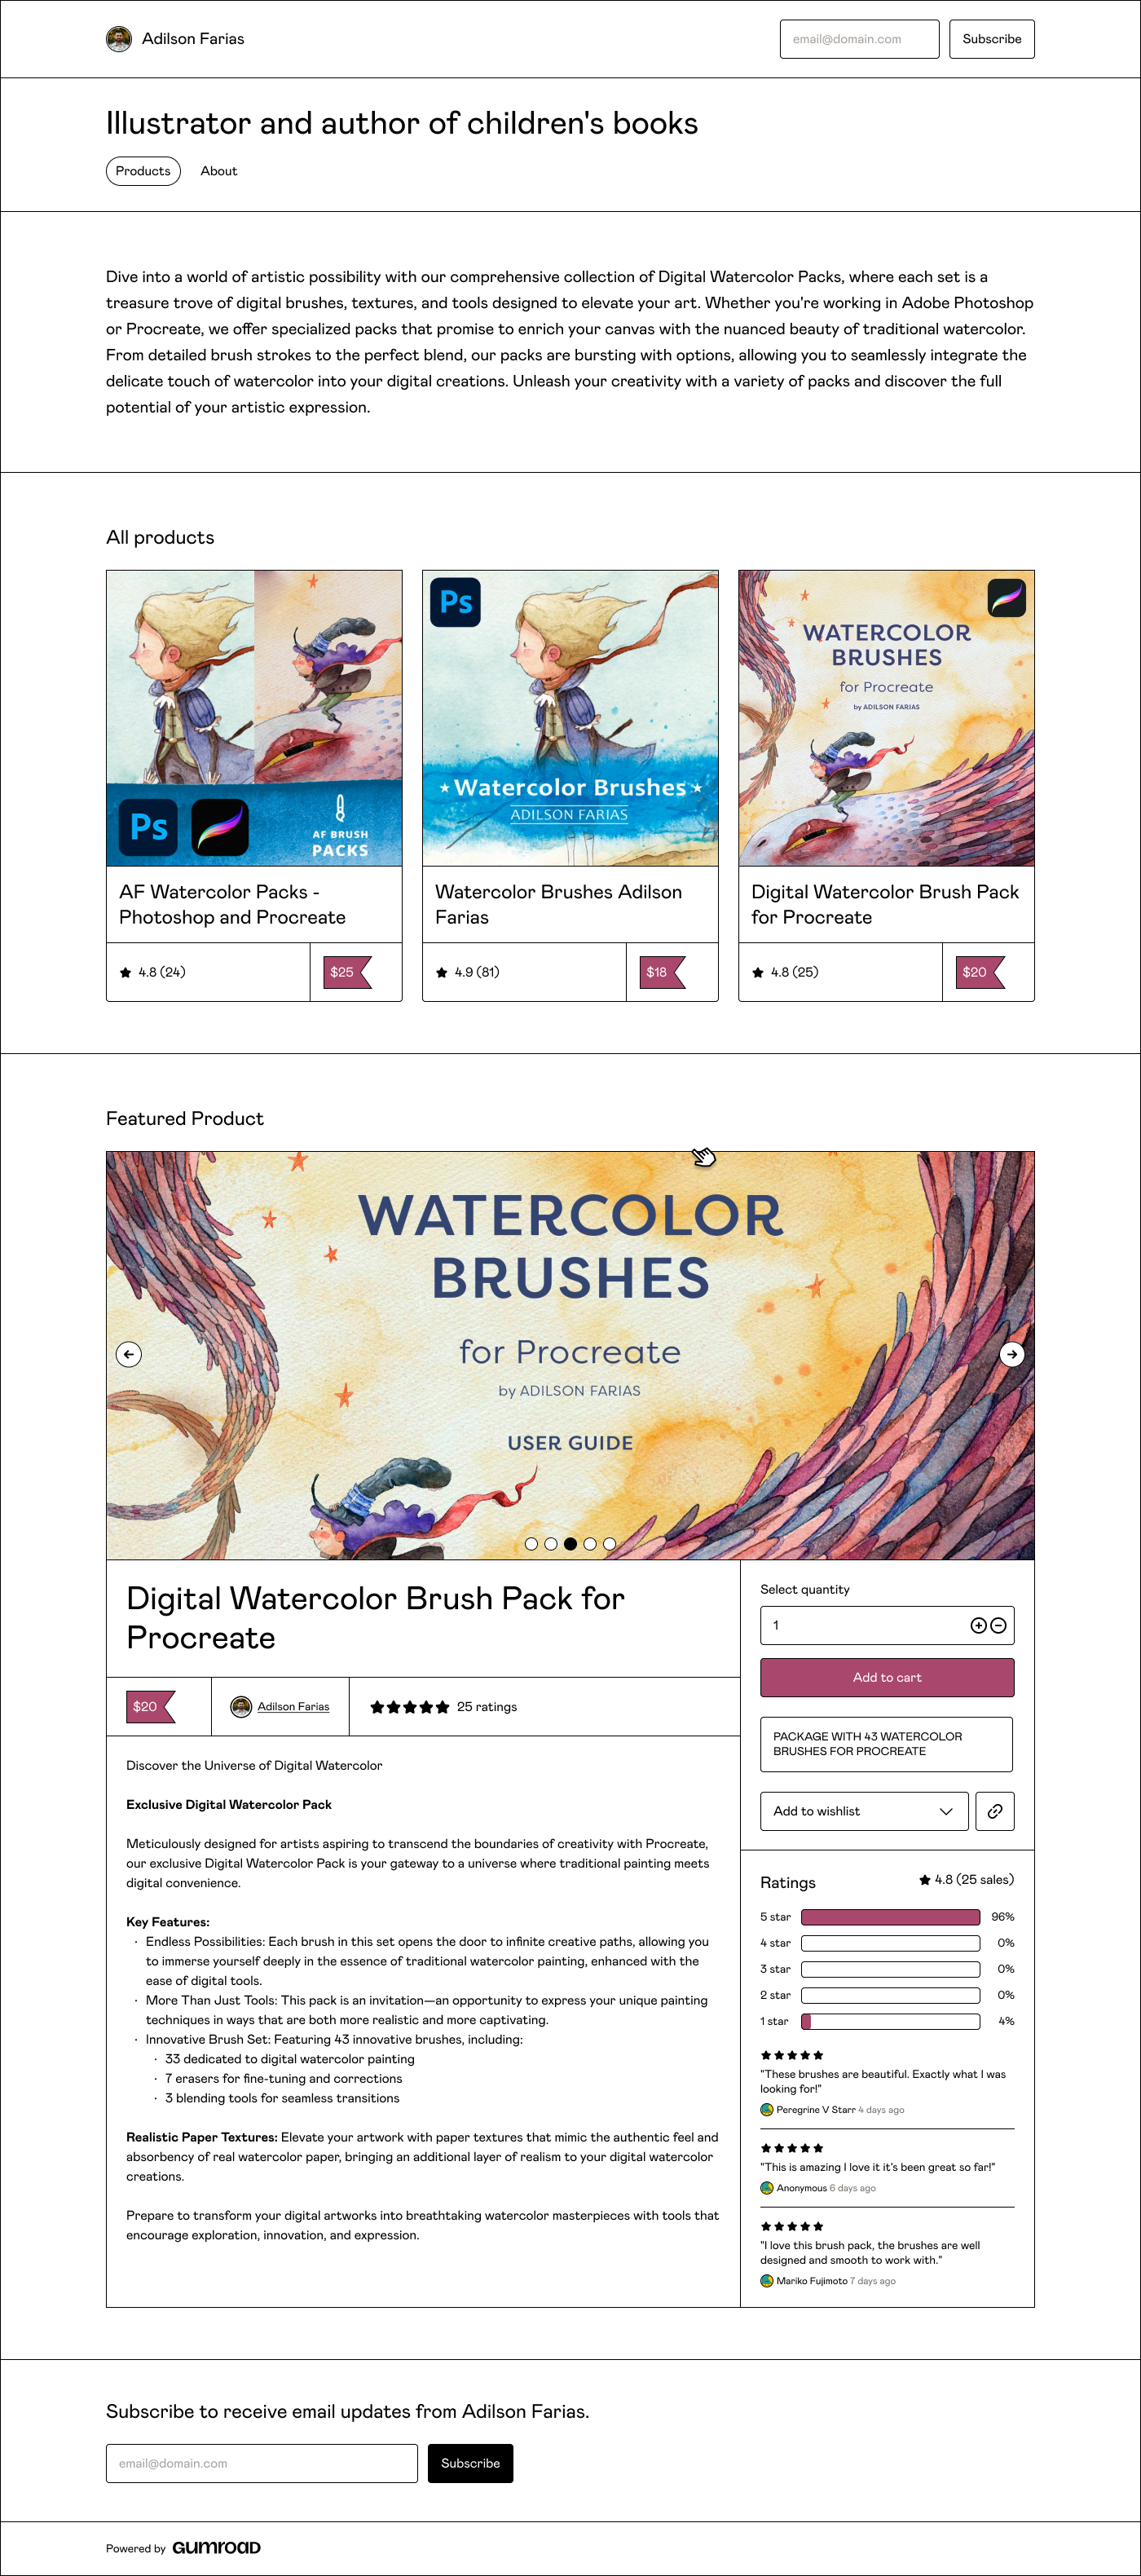 Adilson Farias
email@domain.com
Subscribe
Illustrator and author of children's books
Products
About
Dive into a world of artistic possibility with our comprehensive collection of Digital Watercolor Packs, where each set is a
treasure trove of digital brushes, textures, and tools designed to elevate your art. Whether you're working in Adobe Photoshop
or Procreate, we offer specialized packs that promise to enrich your canvas with the nuanced beauty of traditional watercolor.
From detailed brush strokes to the perfect blend, our packs are bursting with options, allowing you to seamlessly integrate the
delicate touch of watercolor into your digital creations. Unleash your creativity with a variety of packs and discover the full
potential of your artistic expression.
All products
Ps
AF BRUSH
PACKS
AF Watercolor Packs -
Photoshop and Procreate
4.8 (24)
$25
Ps
Watercolor Brushes
ADILSON FARIAS
Watercolor Brushes Adilson
Farias
4.9 (81)
$18
WATERCOLOR
BRUSHES
for Procreate
by ADILSON FARIAS
Digital Watercolor Brush Pack
for Procreate
4.8 (25)
$20
Featured Product
WATERCOLOR
BRUSHES
for Procreate
by ADILSON FARIAS
USER GUIDE
Digital Watercolor Brush Pack for
Procreate
$20
Adilson Farias
25 ratings
Discover the Universe of Digital Watercolor
Exclusive Digital Watercolor Pack
Meticulously designed for artists aspiring to transcend the boundaries of creativity with Procreate,
our exclusive Digital Watercolor Pack is your gateway to a universe where traditional painting meets
digital convenience.
Key Features:
· Endless Possibilities: Each brush in this set opens the door to infinite creative paths, allowing you
to immerse yourself deeply in the essence of traditional watercolor painting, enhanced with the
ease of digital tools.
· More Than Just Tools: This pack is an invitation—an opportunity to express your unique painting
techniques in ways that are both more realistic and more captivating.
· Innovative Brush Set: Featuring 43 innovative brushes, including:
· 33 dedicated to digital watercolor painting
· 7 erasers for fine-tuning and corrections
· 3 blending tools for seamless transitions
Realistic Paper Textures: Elevate your artwork with paper textures that mimic the authentic feel and
absorbency of real watercolor paper, bringing an additional layer of realism to your digital watercolor
creations.
Prepare to transform your digital artworks into breathtaking watercolor masterpieces with tools that
encourage exploration, innovation, and expression.
Select quantity
1
Add to cart
PACKAGE WITH 43 WATERCOLOR
BRUSHES FOR PROCREATE
Add to wishlist
Ratings
4.8 (25 sales)
5 star 96%
4 star 0%
3 star 0%
2 star 0%
1 star 4%
"These brushes are beautiful. Exactly what I was
looking for!"
Peregrine V Starr 4 days ago
"This is amazing I love it it's been great so far!"
Anonymous 6 days ago
"I love this brush pack, the brushes are well
designed and smooth to work with."
Mariko Fujimoto 7 days ago
Subscribe to receive email updates from Adilson Farias.
email@domain.com
Subscribe
Powered by GUMROAD